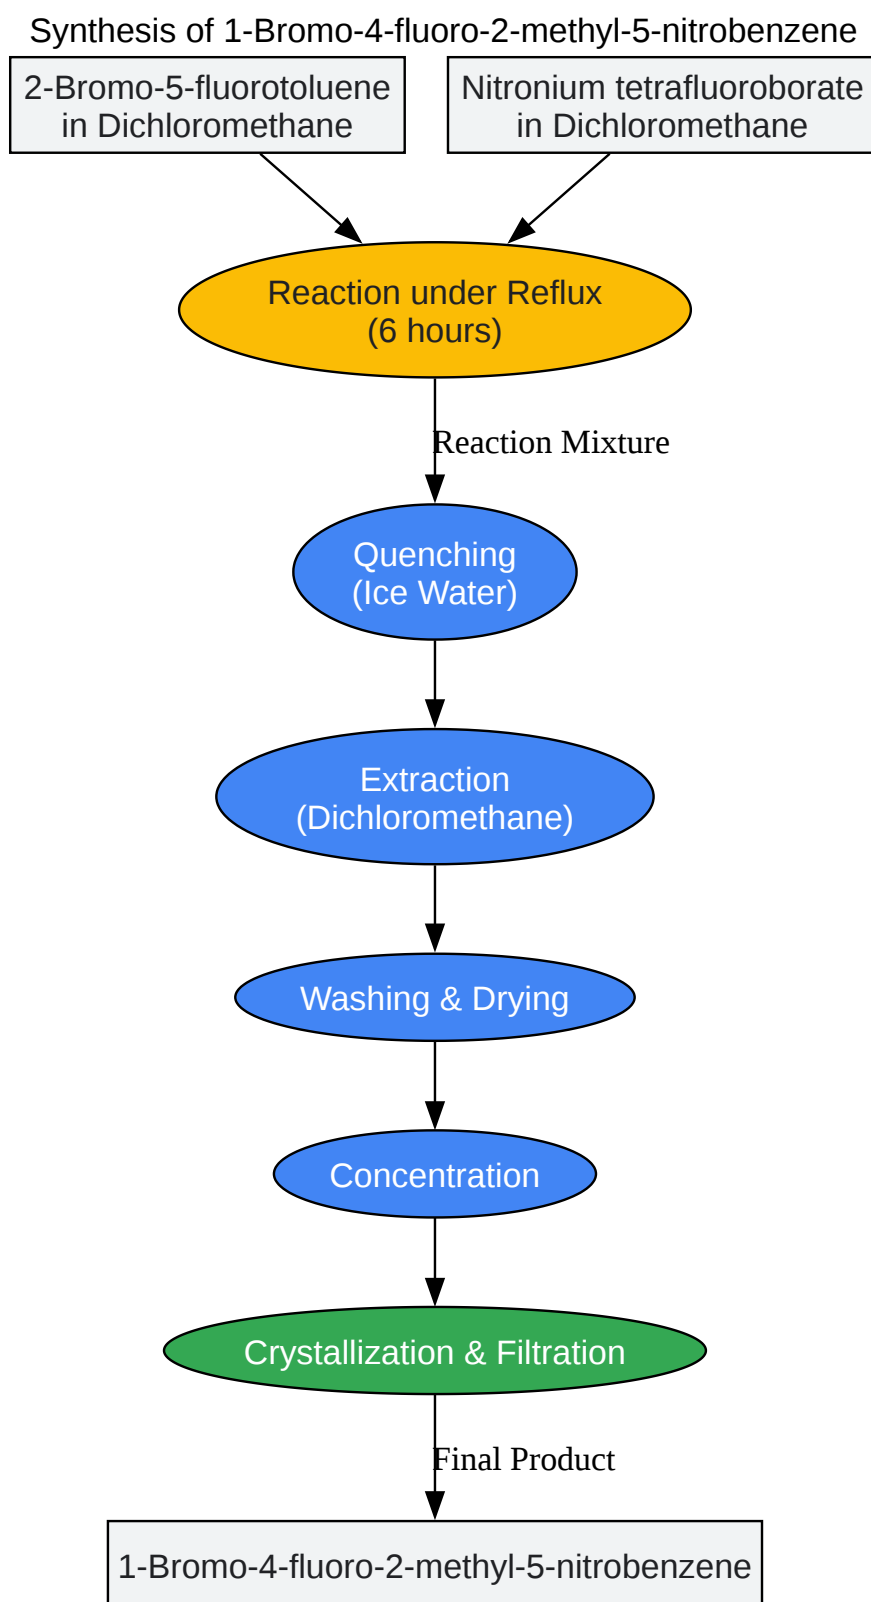 Synthesis of 1-Bromo-4-fluoro-2-methyl-5-nitrobenzene
2-Bromo-5-fluorotoluene
in Dichloromethane
Nitronium tetrafluoroborate
in Dichloromethane
Reaction under Reflux
(6 hours)
Reaction Mixture
Quenching
(Ice Water)
Extraction
(Dichloromethane)
Washing & Drying
Concentration
Crystallization & Filtration
Final Product
1-Bromo-4-fluoro-2-methyl-5-nitrobenzene